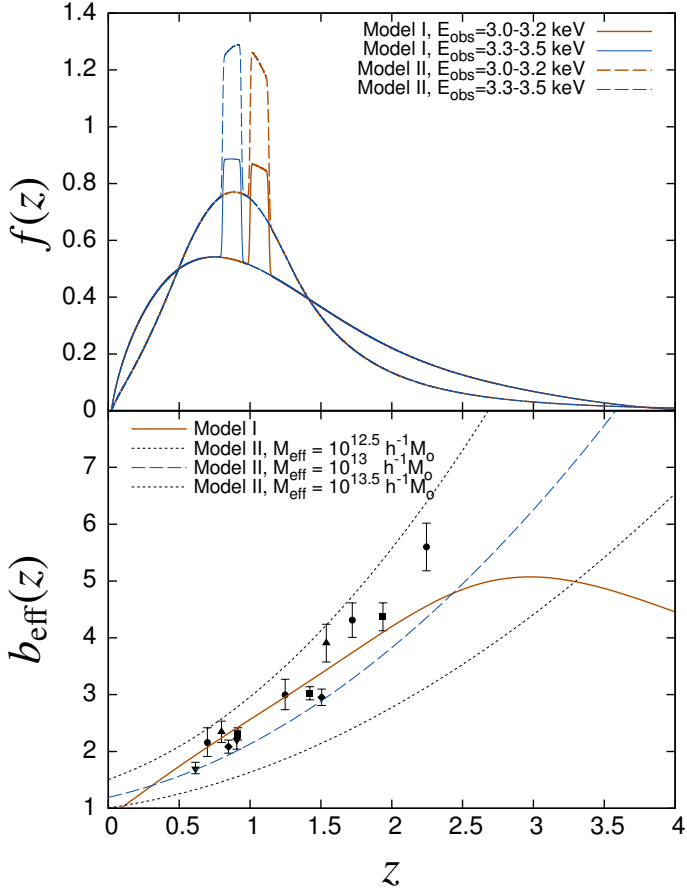 Model I, E_obs=3.0-3.2 keV
Model I, E_obs=3.3-3.5 keV
Model II, E_obs=3.0-3.2 keV
Model II, E_obs=3.3-3.5 keV
1.4
1.2
1
0.8
0.6
0.4
0.2
0
f(z)
Model I
Model II, M_eff = 10^12.5 h^-1 M_o
Model II, M_eff = 10^13 h^-1 M_o
Model II, M_eff = 10^13.5 h^-1 M_o
7
6
5
4
3
2
1
b_eff(z)
0 0.5 1 1.5 2 2.5 3 3.5 4
z